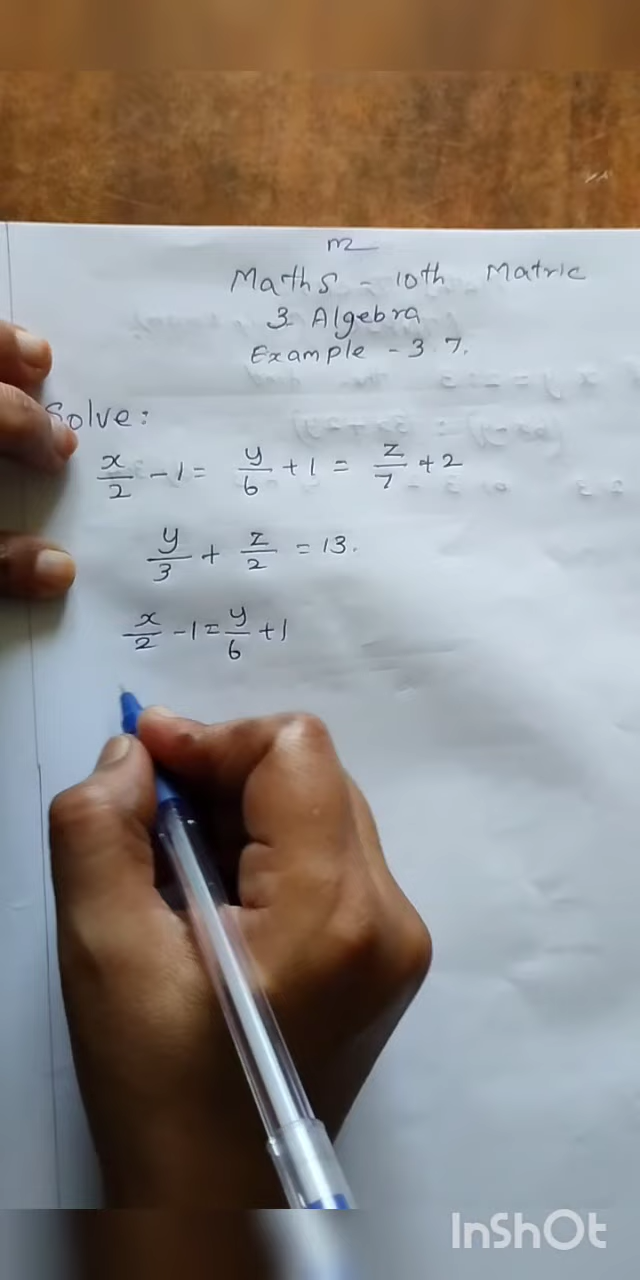 Maths - 10th Matric
3 Algebra
Example - 3.7.
Solve:
x/2 - 1 = y/6 + 1 = z/7 + 2
y/3 + z/2 = 13.
x/2 - 1 = y/6 + 1
InShOt